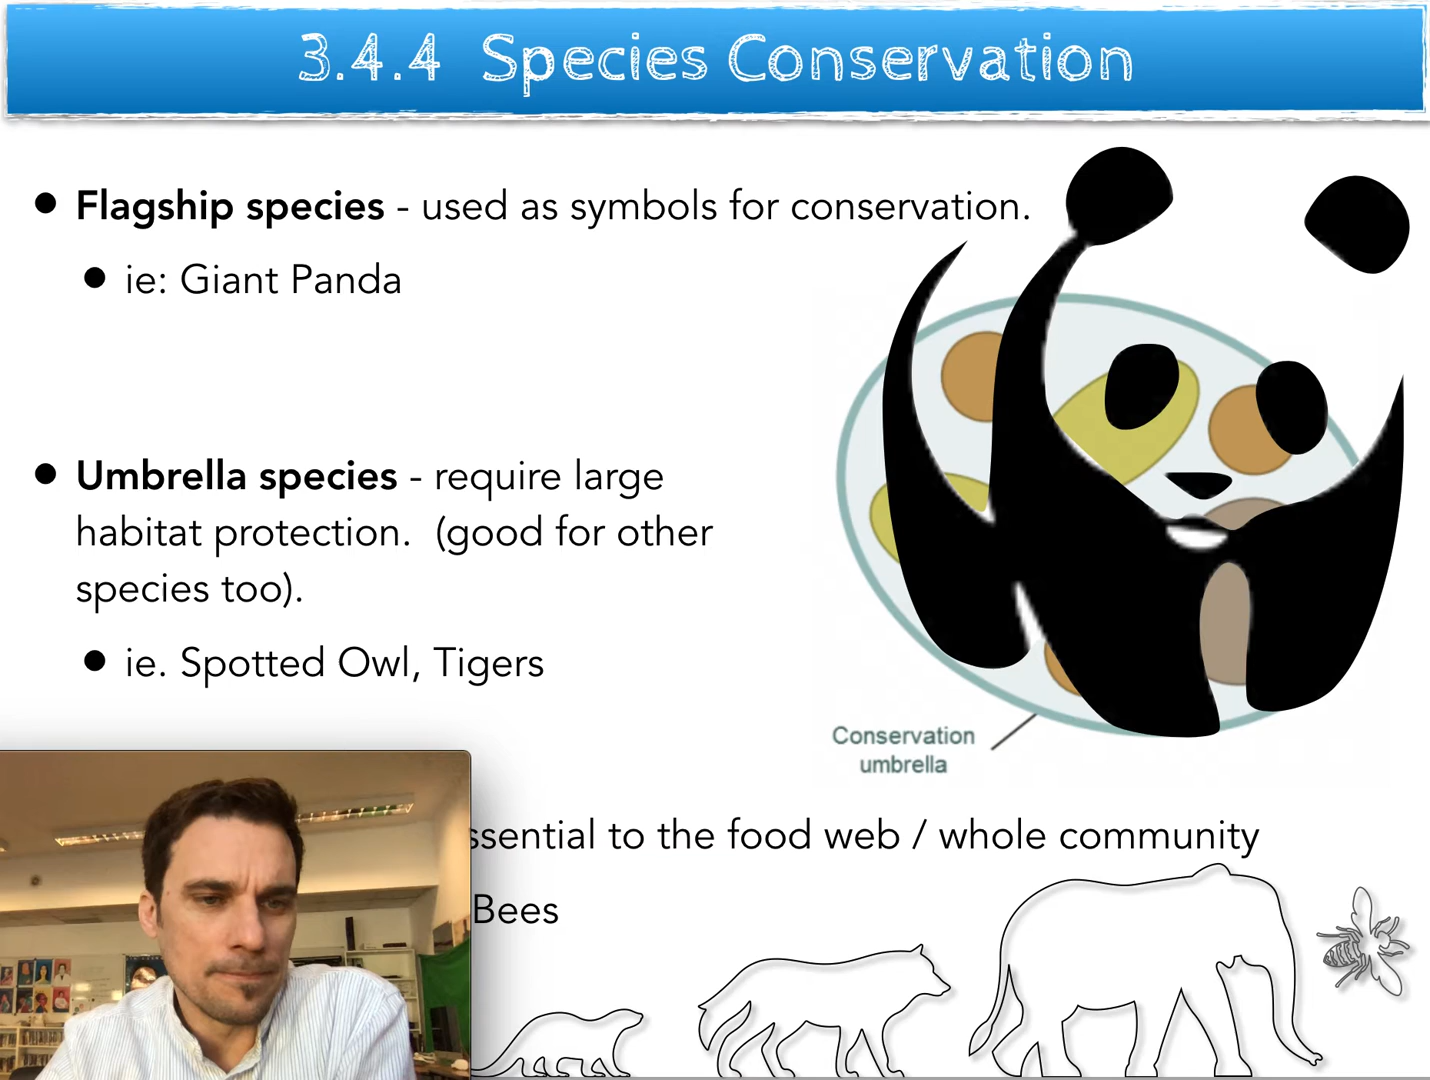 3.4.4 Species Conservation
Flagship species - used as symbols for conservation.
ie: Giant Panda
Umbrella species - require large
habitat protection. (good for other
species too).
ie. Spotted Owl, Tigers
Conservation
umbrella
ssential to the food web / whole community
Bees